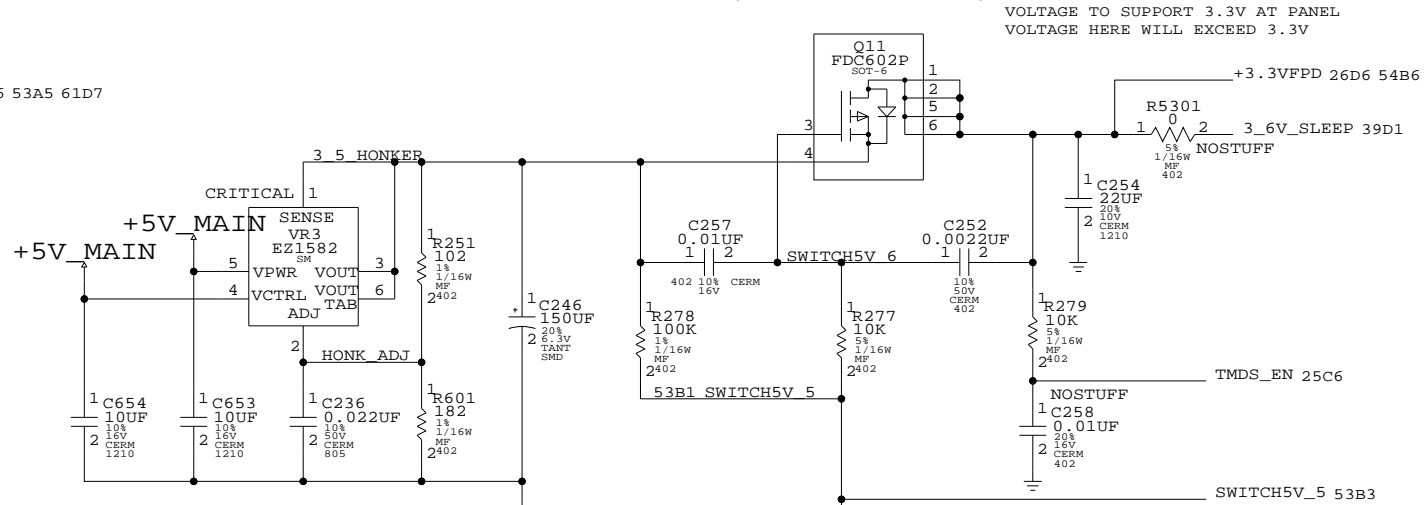 VOLTAGE TO SUPPORT 3.3V AT PANEL
VOLTAGE HERE WILL EXCEED 3.3V
Q11
FDC602P
SOT-6
1
2
5
6
3
4
+3.3VFPD 26D6 54B6
53A5 61D7
R5301
0
1 2
5%
1/16W
MF
402
NOSTUFF
3_6V_SLEEP 39D1
3_5_HONKER
CRITICAL 1
+5V_MAIN
+5V_MAIN
SENSE
VR3
EZ1582
SM
5 VPWR VOUT 3
4 VCTRL VOUT 6
TAB
ADJ
2
HONK_ADJ
1
R251
102
1%
1/16W
MF
2 402
1
C246
150UF
20%
6.3V
TANT
SMD
2
+
C257
0.01UF
1 2
402 10% CERM
16V
SWITCH5V_6
C252
0.0022UF
1 2
10%
50V
CERM
402
1
C254
22UF
20%
10V
CERM
1210
2
1
R278
100K
1%
1/16W
MF
2 402
1
R277
10K
5%
1/16W
MF
2 402
1
R279
10K
5%
1/16W
MF
2 402
53B1 SWITCH5V_5
TMDS_EN 25C6
NOSTUFF
1
C258
0.01UF
20%
16V
CERM
402
2
1
C654
10UF
10%
16V
CERM
1210
2
1
C653
10UF
10%
16V
CERM
1210
2
1
C236
0.022UF
10%
50V
CERM
805
2
1
R601
182
1%
1/16W
MF
2 402
SWITCH5V_5 53B3